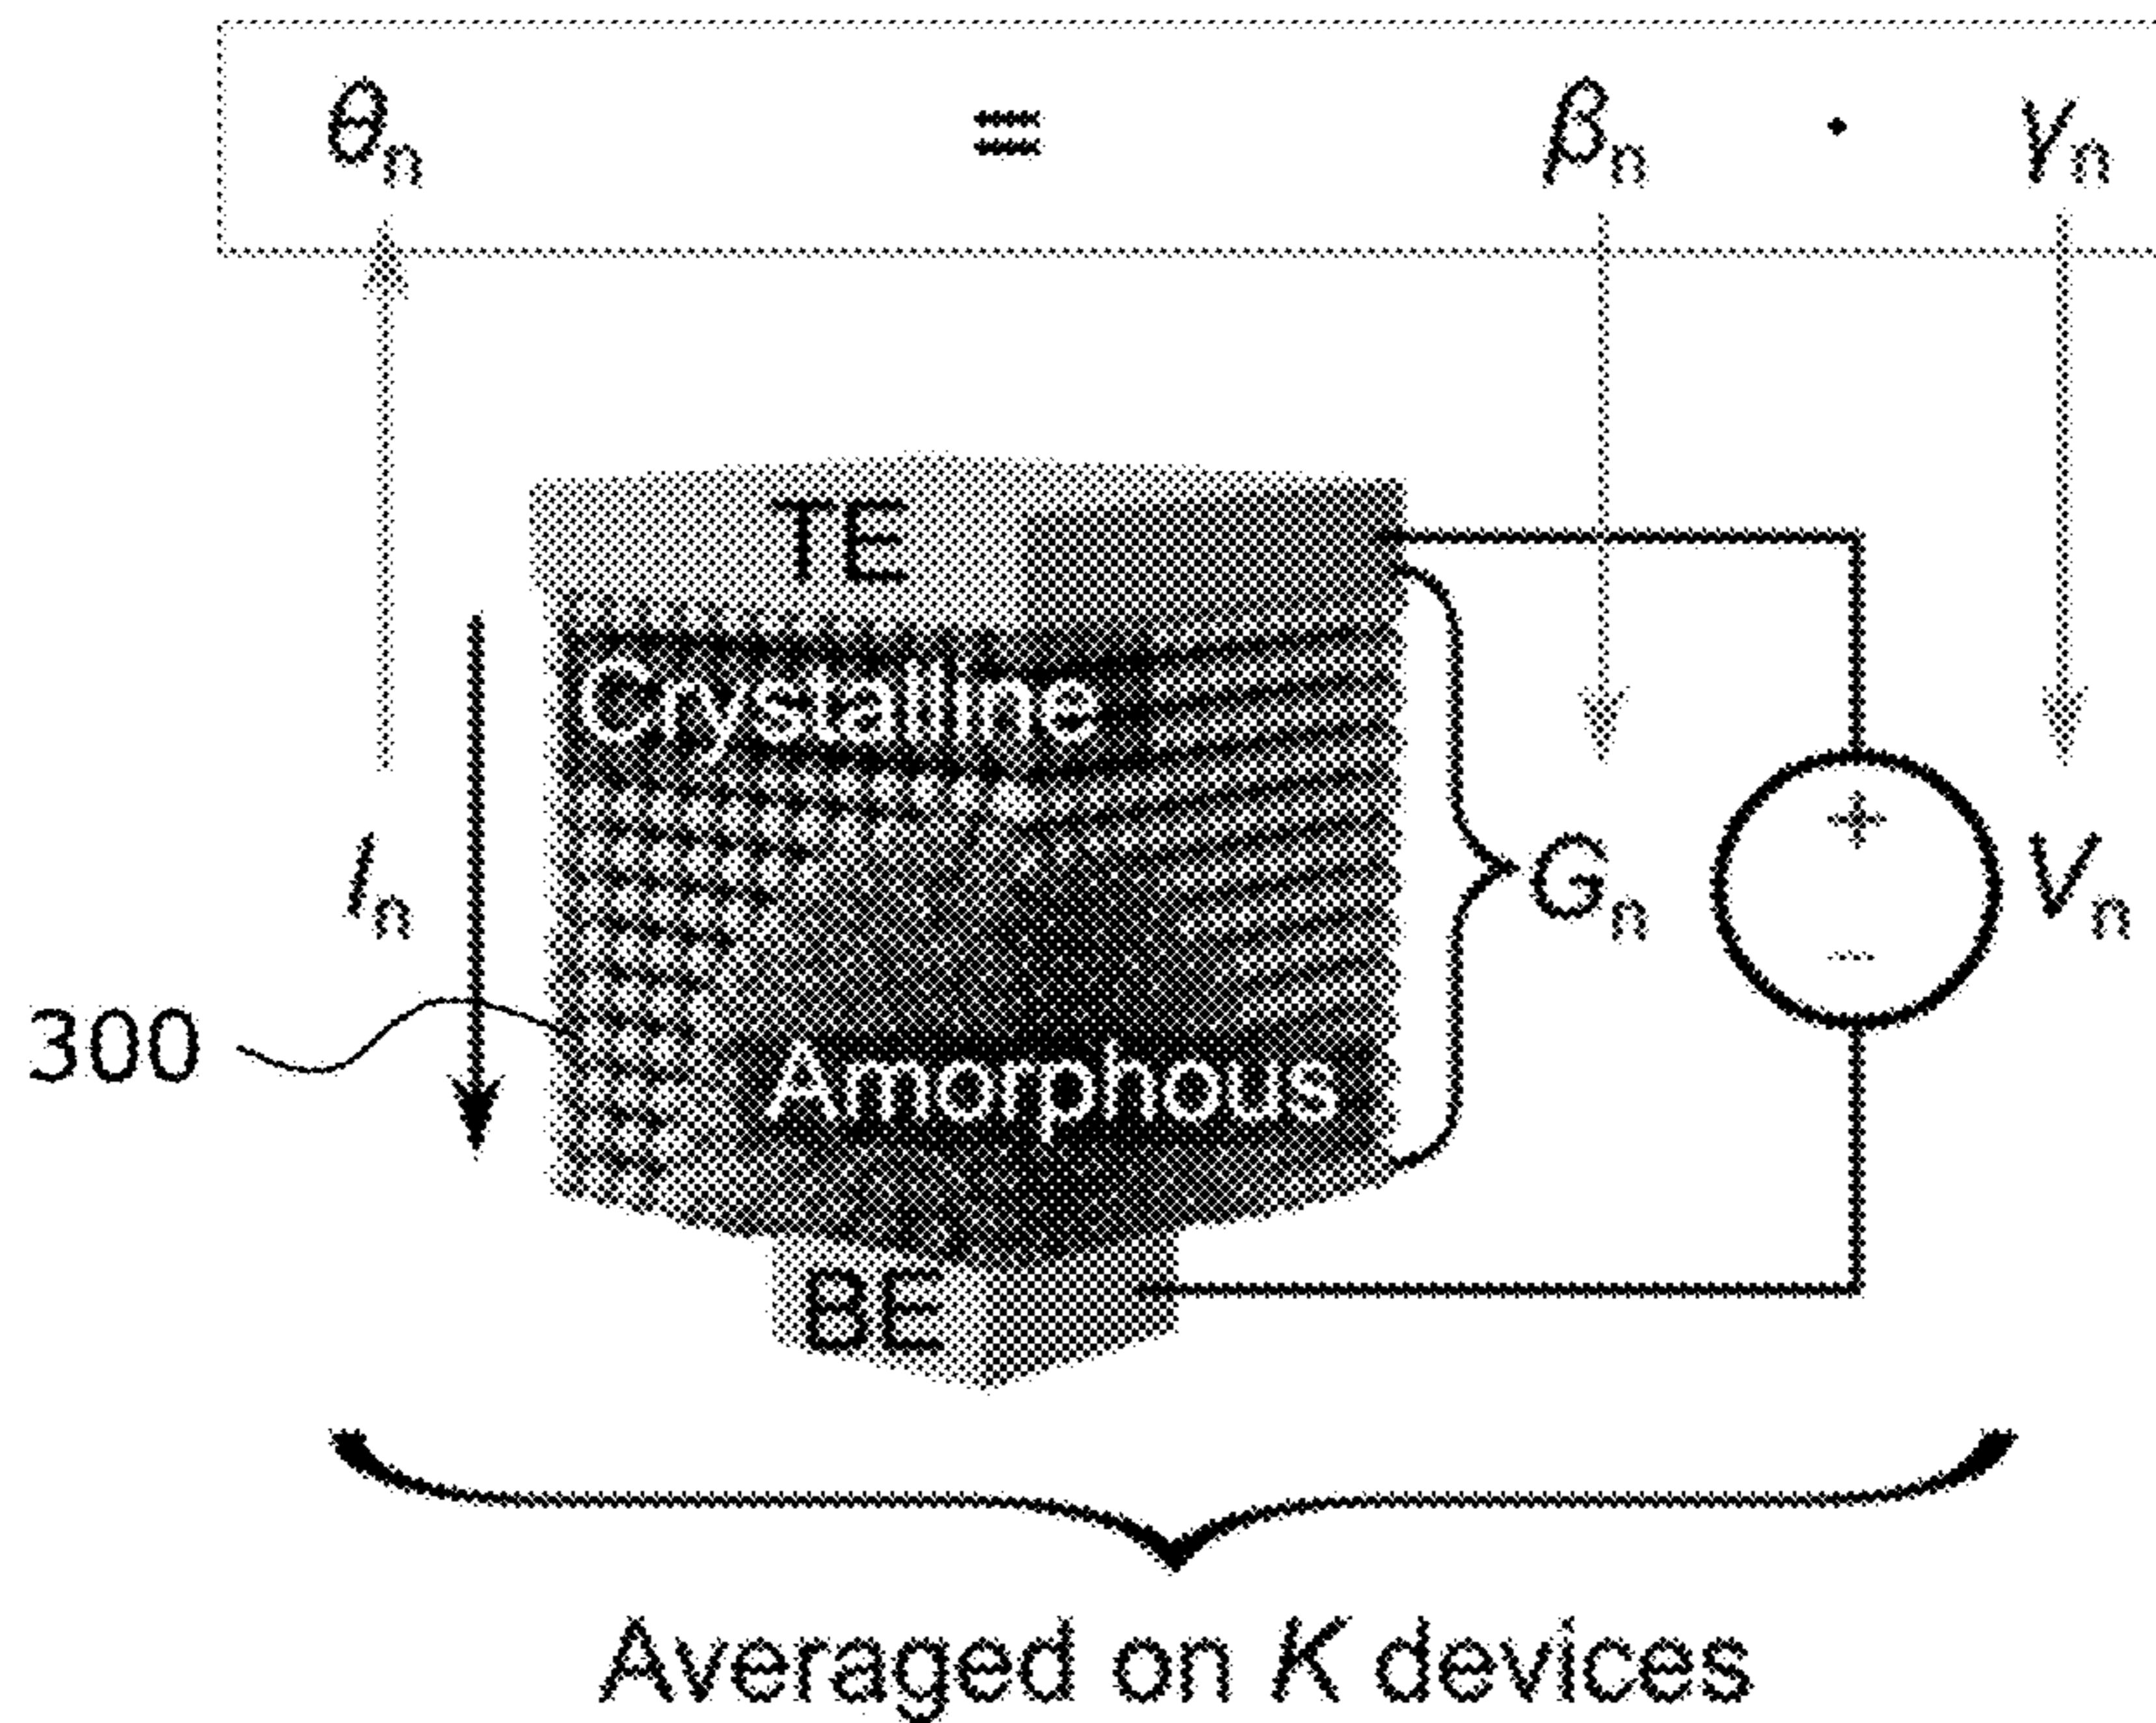 θn = βn · γn
TE
Crystalline
In
Gn
+
−
Vn
300
Amorphous
BE
Averaged on K devices